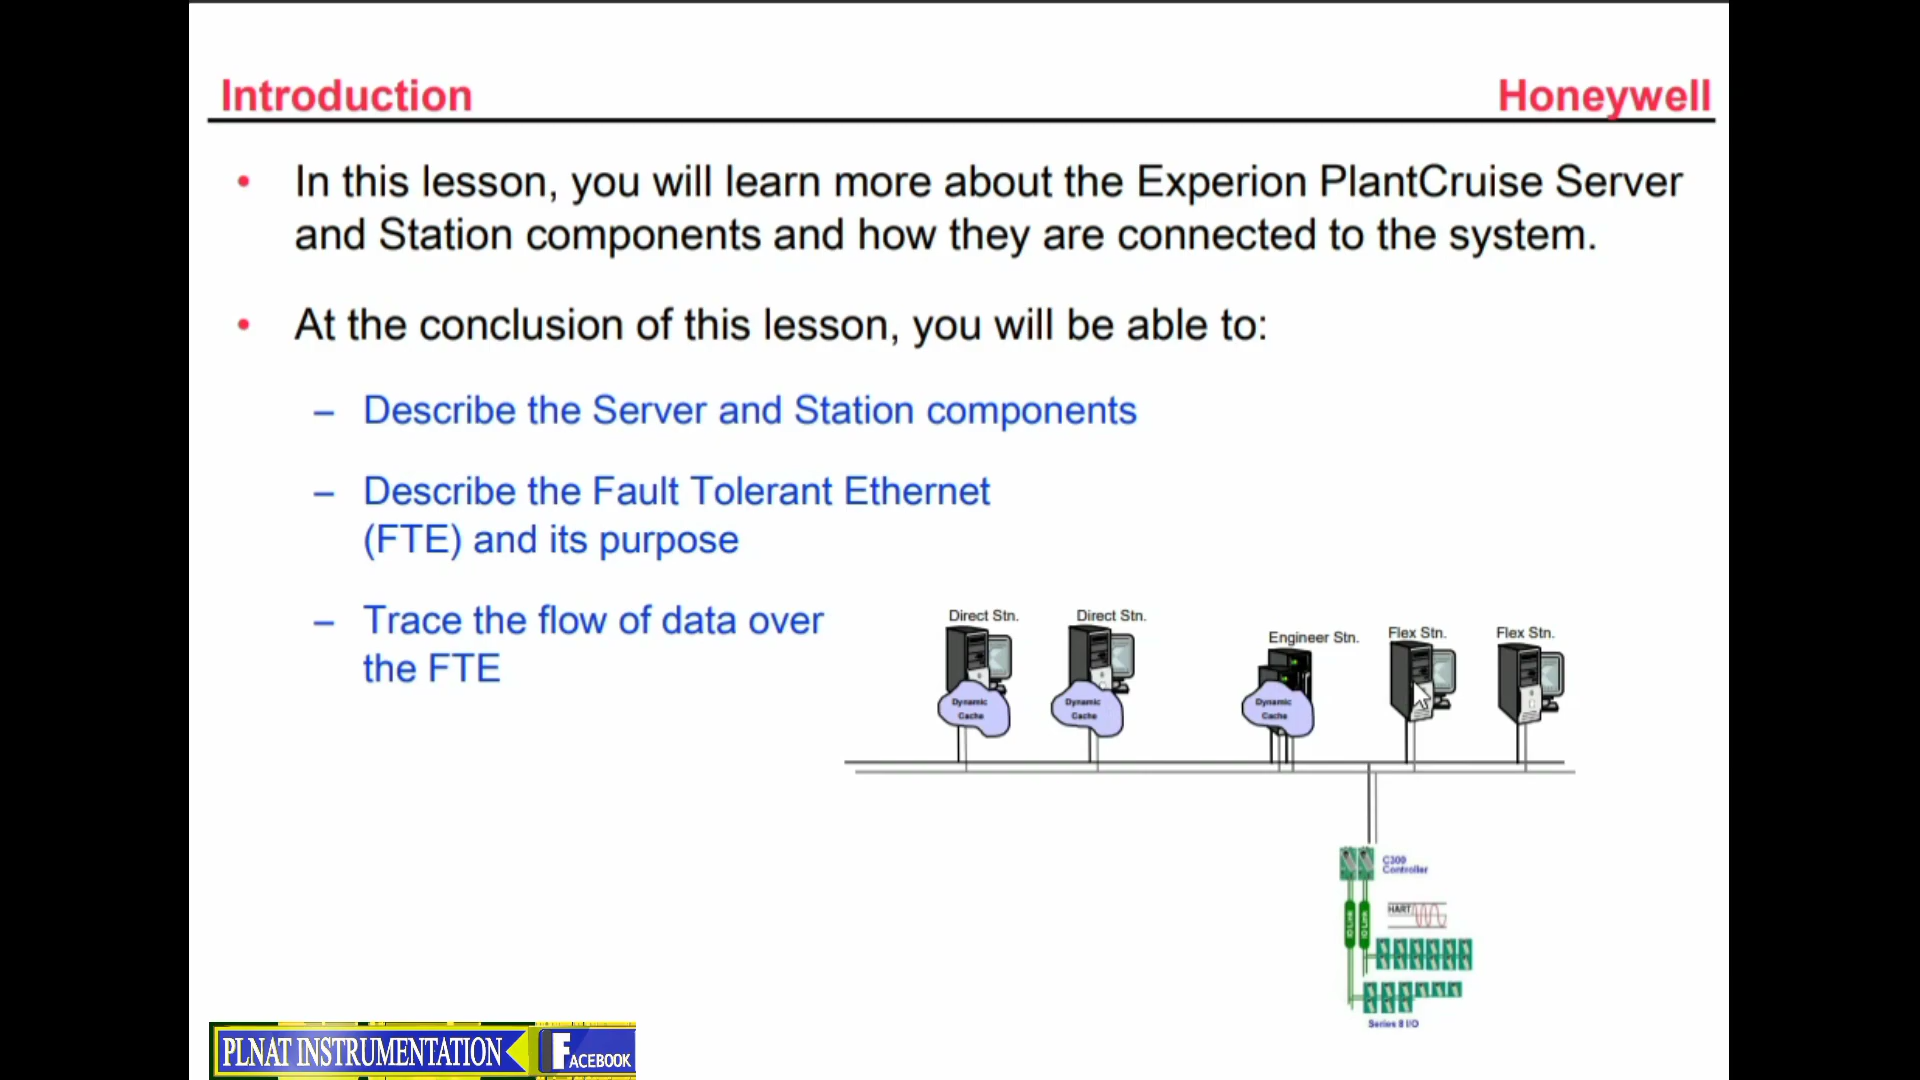 Introduction
Honeywell
• In this lesson, you will learn more about the Experion PlantCruise Server
and Station components and how they are connected to the system.
• At the conclusion of this lesson, you will be able to:
– Describe the Server and Station components
– Describe the Fault Tolerant Ethernet
(FTE) and its purpose
– Trace the flow of data over
the FTE
Direct Stn.
Direct Stn.
Engineer Stn.
Flex Stn.
Flex Stn.
Dynamic
Cache
Dynamic
Cache
Dynamic
Cache
C300
Controller
HART
IO Link
IO Link
Series 8 I/O
PLNAT INSTRUMENTATION
FACEBOOK